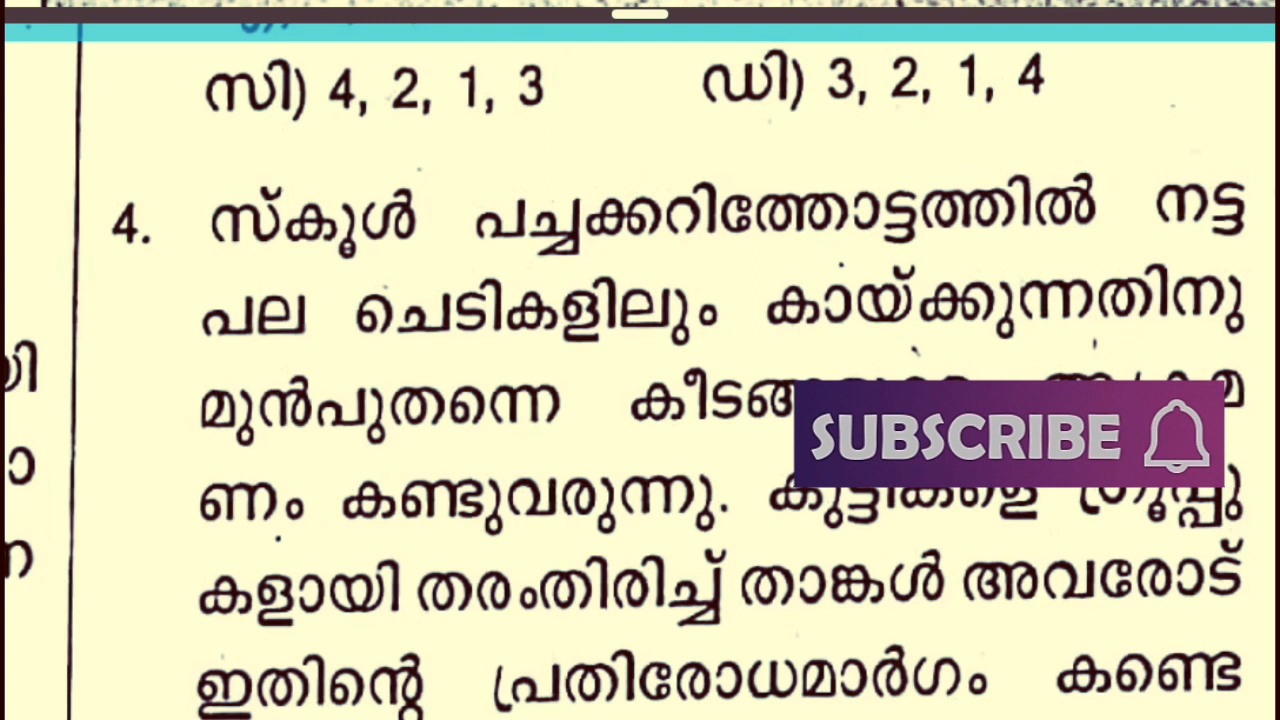 സി) 4, 2, 1, 3 ഡി) 3, 2, 1, 4
4. സ്കൂൾ പച്ചക്കറിത്തോട്ടത്തിൽ നട്ട
പല ചെടികളിലും കായ്ക്കുന്നതിനു
മുൻപുതന്നെ
SUBSCRIBE
ണം കണ്ടുവരുന്നു. കുട്ടികളെ ഗ്രൂപ്പു
കളായി തരംതിരിച്ച് താങ്കൾ അവരോട്
ഇതിന്റെ പ്രതിരോധമാർഗം കണ്ടെ